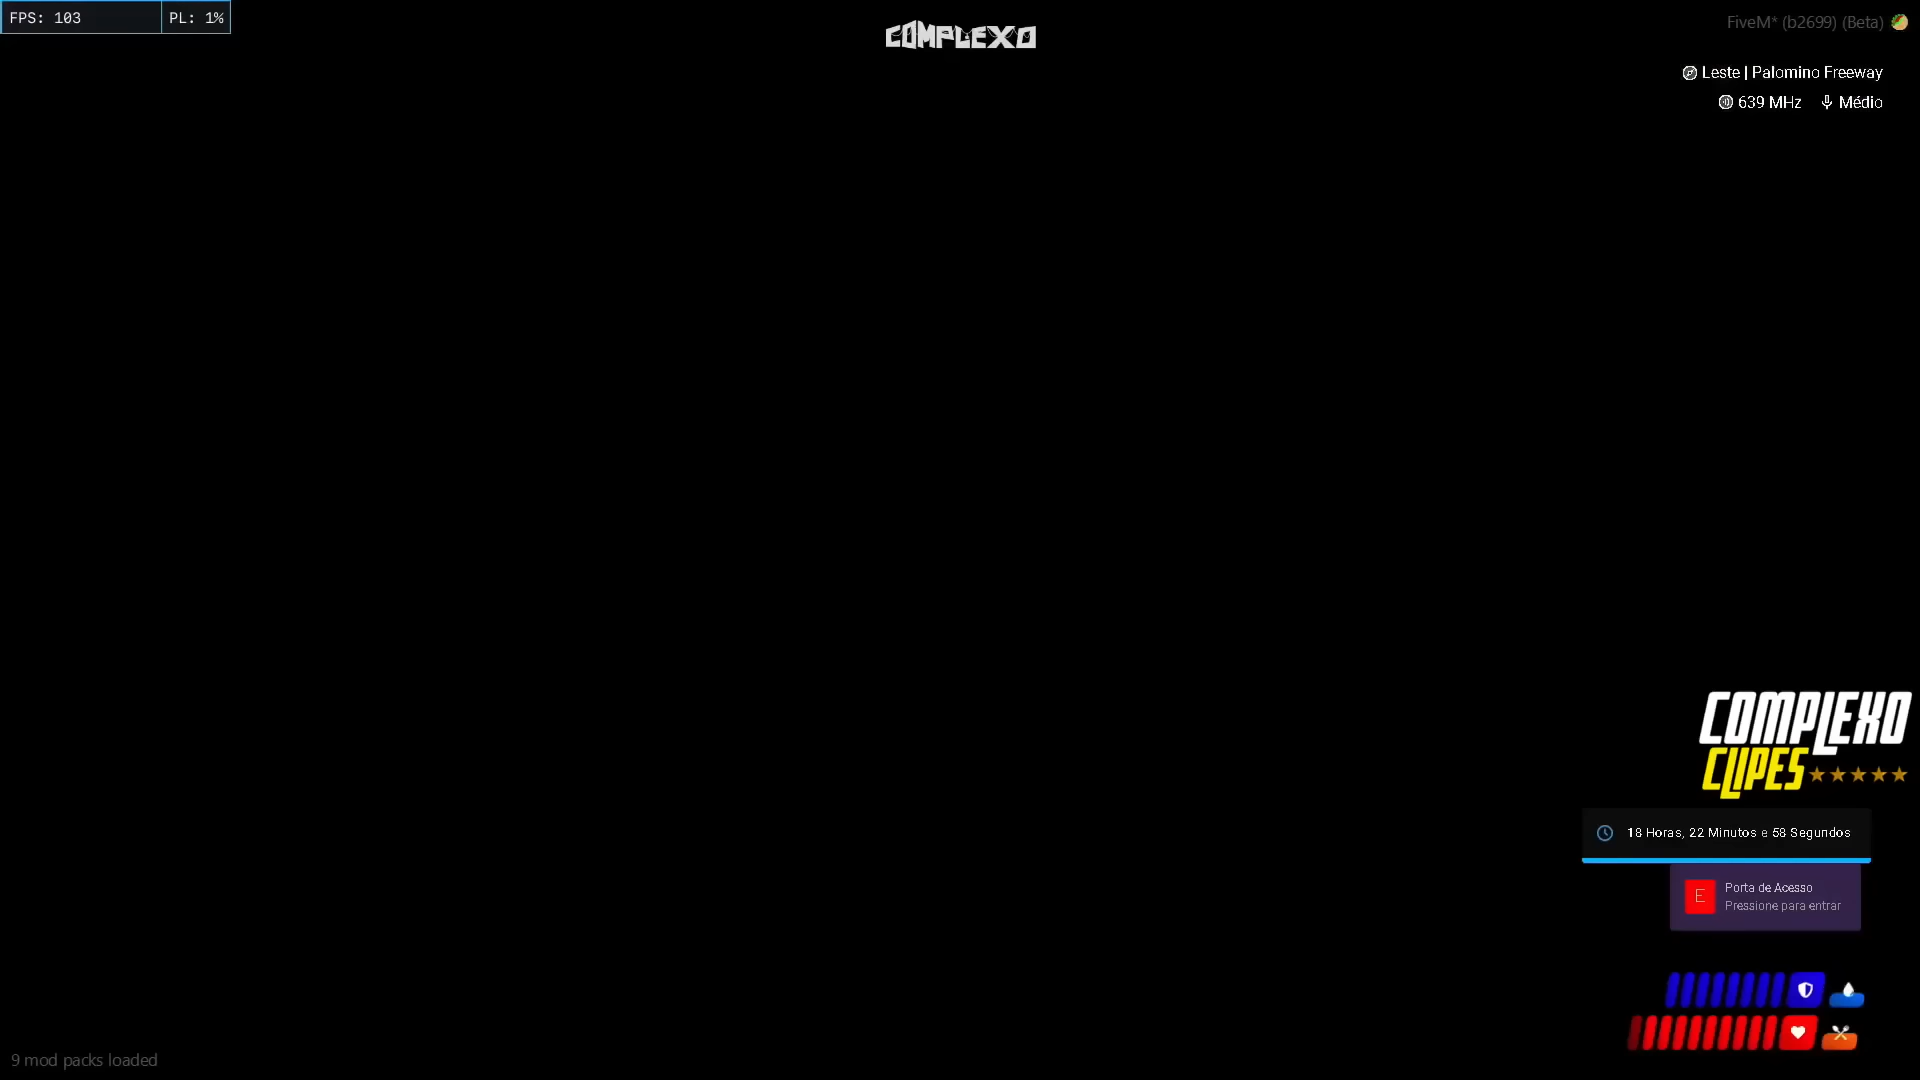 FPS: 103 PL: 1%
COMPLEXO
FiveM* (b2699) (Beta)
Leste | Palomino Freeway
639 MHz Médio
COMPLEXO
CLIPES
18 Horas, 22 Minutos e 58 Segundos
E Porta de Acesso
Pressione para entrar
9 mod packs loaded